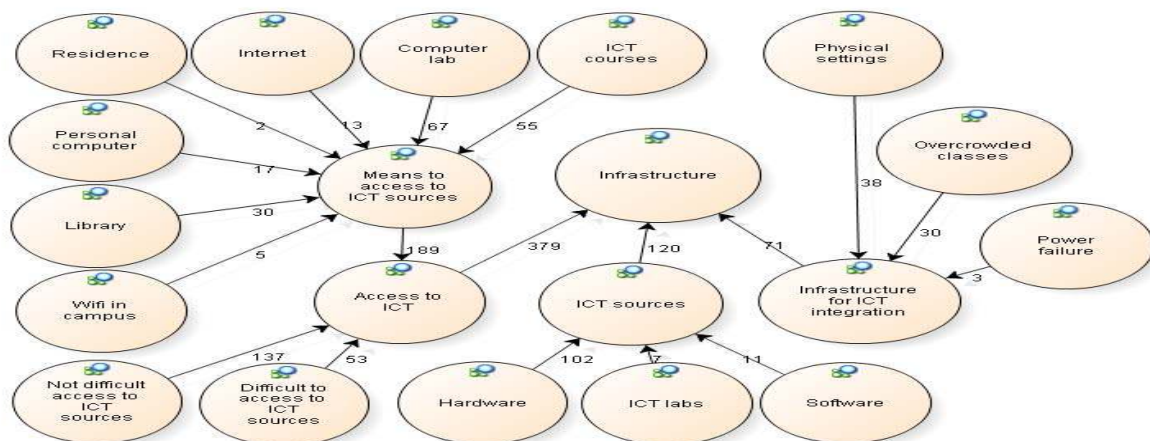 Residence
Internet
Computer
lab
ICT
courses
Physical
settings
Personal
computer
2
13
67
55
Overcrowded
classes
17
Means to
access to
ICT sources
Infrastructure
38
Library
30
30
Power
failure
5
189
379
120
71
3
Wifi in
campus
Access to
ICT
ICT sources
Infrastructure
for ICT
integration
137
53
102
7
11
Not difficult
access to
ICT
sources
Difficult to
access to
ICT
sources
Hardware
ICT labs
Software